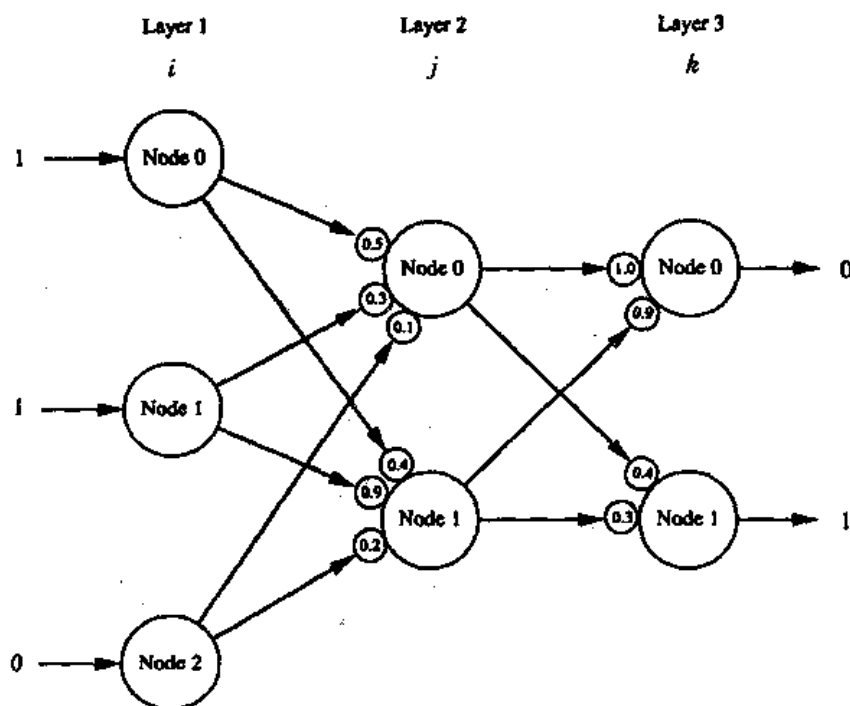 Layer 1 Layer 2 Layer 3
i j k
1 Node 0
0.5 Node 0 1.0 Node 0 0
0.3 0.9
0.1
1 Node 1
0.4 0.4
0.9 Node 1 0.3 Node 1 1
0.2
0 Node 2